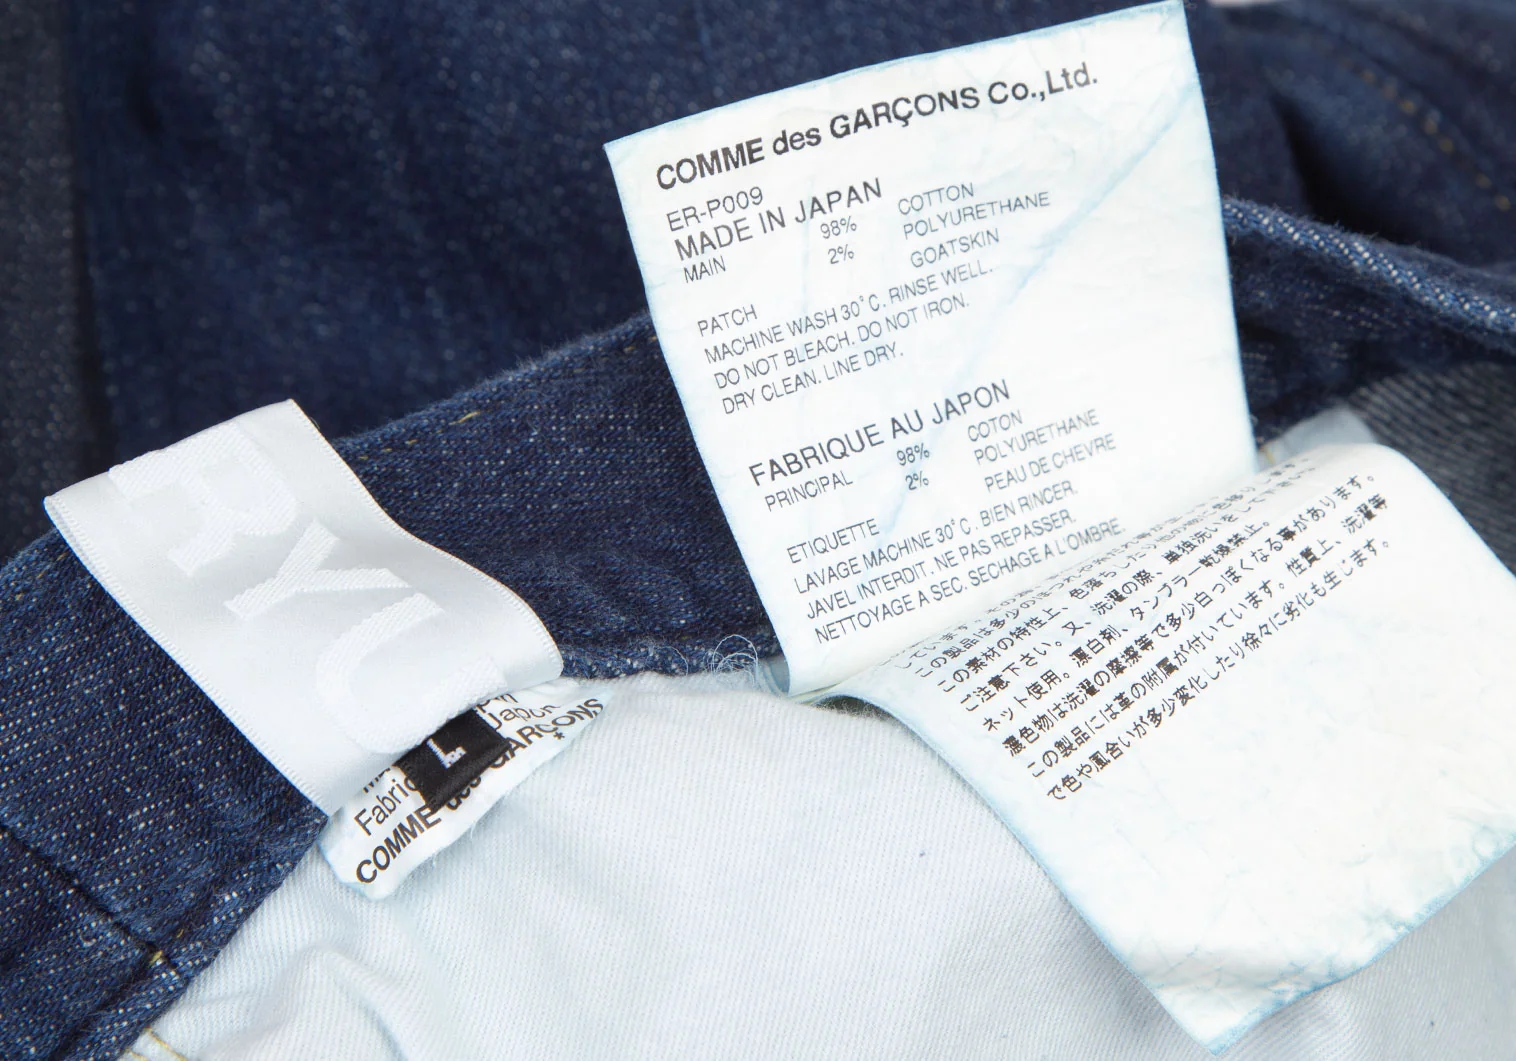 COMME des GARÇONS Co.,Ltd.
ER-P009
MADE IN JAPAN
MAIN 98% COTTON
2% POLYURETHANE
PATCH GOATSKIN
MACHINE WASH 30°C. RINSE WELL.
DO NOT BLEACH. DO NOT IRON.
DRY CLEAN. LINE DRY.
FABRIQUE AU JAPON
PRINCIPAL 98% COTON
2% POLYURETHANE
ETIQUETTE PEAU DE CHEVRE
LAVAGE MACHINE 30°C. BIEN RINCER.
JAVEL INTERDIT. NE PAS REPASSER.
NETTOYAGE A SEC. SECHAGE A L'OMBRE.
この素材の特性上、色落ちしたり
ご注意下さい。又、洗濯の際、単独洗いをして下さい
ネット使用。漂白剤、タンブラー乾燥禁止。
濃色物は洗濯の摩擦等で多少白っぽくなる事があります。
この製品には革の付属が付いています。性質上、洗濯等
で色や風合いが多少変化したり徐々に劣化も生じます。
RYU
L
Japon
Fabriq
COMME des GARÇONS